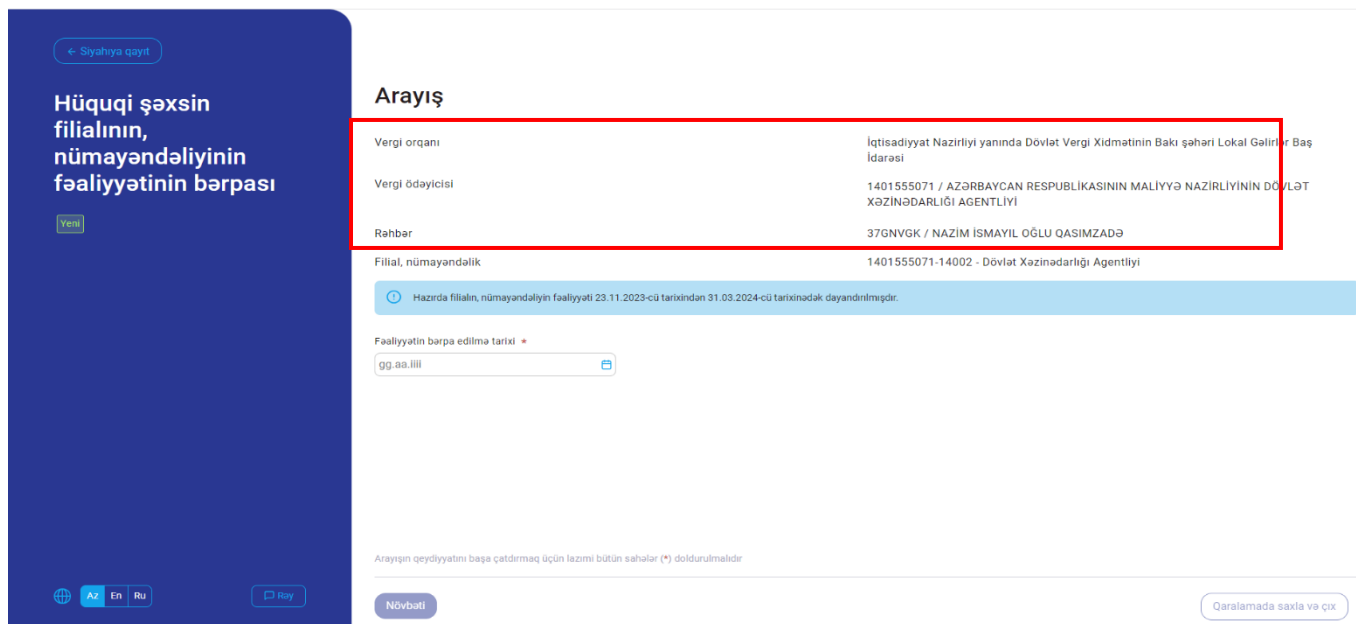 ← Siyahıya qayıt
Hüquqi şəxsin
filialının,
nümayəndəliyinin
fəaliyyətinin bərpası
Yeni
Az En Ru
Rəy
Arayış
Vergi orqanı
İqtisadiyyat Nazirliyi yanında Dövlət Vergi Xidmətinin Bakı şəhəri Lokal Gəlirlər Baş
İdarəsi
Vergi ödəyicisi
1401555071 / AZƏRBAYCAN RESPUBLİKASININ MALİYYƏ NAZİRLİYİNİN DÖVLƏT
XƏZİNƏDARLIĞI AGENTLİYİ
Rəhbər
37GNVGK / NAZİM İSMAYIL OĞLU QASIMZADƏ
Filial, nümayəndəlik
1401555071-14002 - Dövlət Xəzinədarlığı Agentliyi
Hazırda filialın, nümayəndəliyin fəaliyyəti 23.11.2023-cü tarixindən 31.03.2024-cü tarixinədək dayandırılmışdır.
Fəaliyyətin bərpa edilmə tarixi *
gg.aa.iiii
Arayışın qeydiyyatını başa çatdırmaq üçün lazımi bütün sahələr (*) doldurulmalıdır
Növbəti
Qaralamada saxla və çıx